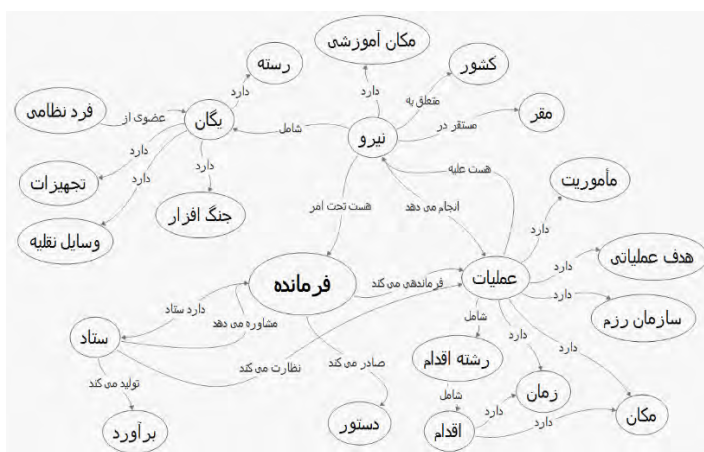 مکان آموزشی
کشور
رسته
مقر
فرد نظامی
یگان
نیرو
تجهیزات
جنگ افزار
وسایل نقلیه
مأموریت
هدف عملیاتی
عملیات
فرمانده
سازمان رزم
ستاد
رشته اقدام
زمان
مکان
برآورد
دستور
اقدام
دارد
دارد
متعلق به
عضوی از
شامل
مستقر در
دارد
دارد
دارد
هست علیه
هست تحت امر
انجام می دهد
دارد
دارد
دارد
فرماندهی می کند
دارد ستاد
مشاوره می دهد
شامل
دارد
دارد
نظارت می کند
صادر می کند
تولید می کند
شامل
دارد
دارد